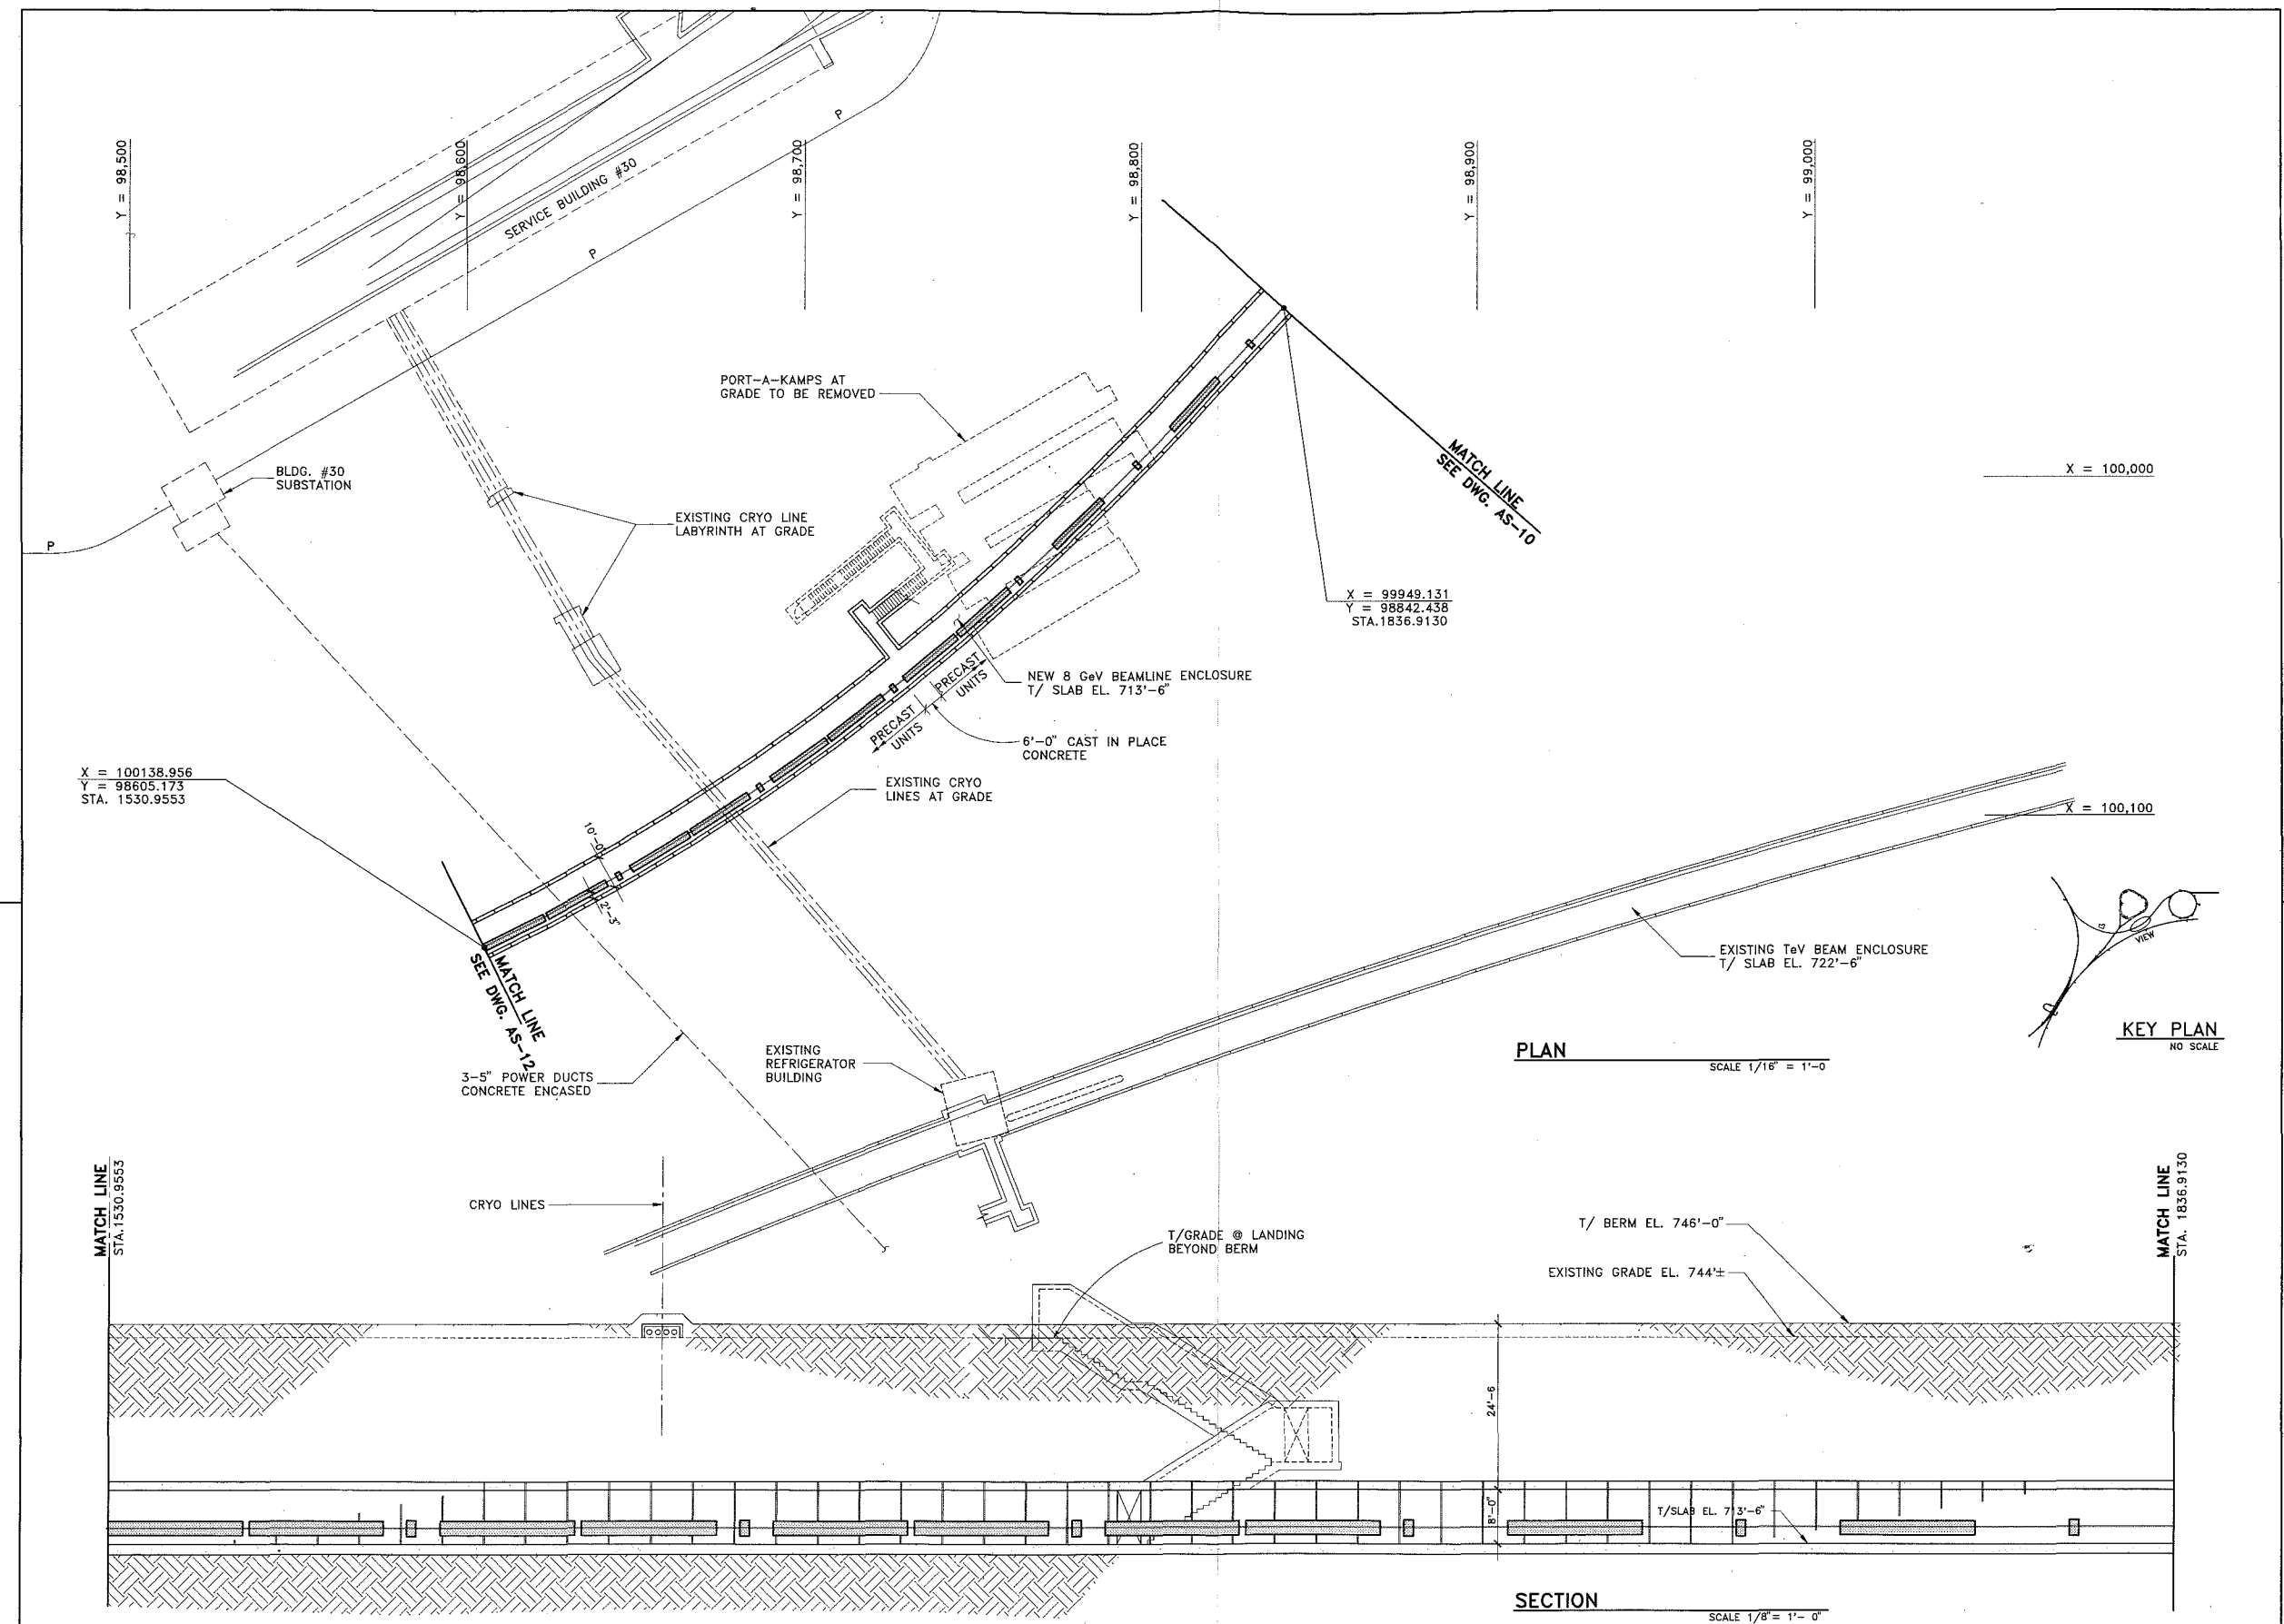 Y = 98,500
Y = 98,600
Y = 98,700
Y = 98,800
Y = 98,900
Y = 99,000
P
SERVICE BUILDING #30
P
P
PORT-A-KAMPS AT
GRADE TO BE REMOVED
BLDG. #30
SUBSTATION
EXISTING CRYO LINE
LABYRINTH AT GRADE
MATCH LINE
SEE DWG. AS-10
X = 100,000
X = 99949.131
Y = 98842.438
STA.1836.9130
NEW 8 GeV BEAMLINE ENCLOSURE
T/ SLAB EL. 713'-6"
PRECAST
UNITS
PRECAST
UNITS
6'-0" CAST IN PLACE
CONCRETE
X = 100138.956
Y = 98605.173
STA. 1530.9553
EXISTING CRYO
LINES AT GRADE
X = 100,100
10'-0"
2'-3"
MATCH LINE
SEE DWG. AS-12
EXISTING TeV BEAM ENCLOSURE
T/ SLAB EL. 722'-6"
VIEW
KEY PLAN
NO SCALE
PLAN
SCALE 1/16" = 1'-0
3-5" POWER DUCTS
CONCRETE ENCASED
EXISTING
REFRIGERATOR
BUILDING
MATCH LINE
STA.1530.9553
CRYO LINES
T/GRADE @ LANDING
BEYOND BERM
T/ BERM EL. 746'-0"
EXISTING GRADE EL. 744'±
MATCH LINE
STA. 1836.9130
24'-6
8'-0"
T/SLAB EL. 713'-6"
SECTION
SCALE 1/8"= 1'- 0"